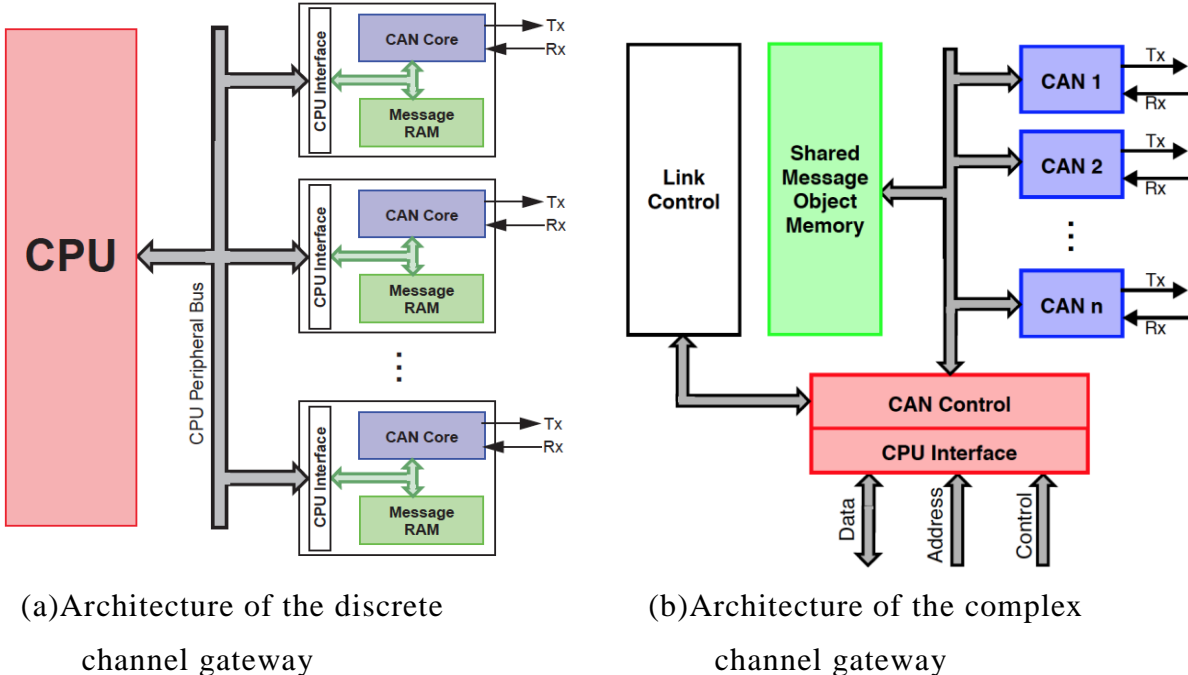 CPU
CPU Peripheral Bus
CPU Interface
CAN Core
Message
RAM
Tx
Rx
CPU Interface
CAN Core
Message
RAM
Tx
Rx
CPU Interface
CAN Core
Message
RAM
Tx
Rx
(a)Architecture of the discrete
channel gateway
Link
Control
Shared
Message
Object
Memory
CAN 1
Tx
Rx
CAN 2
Tx
Rx
CAN n
Tx
Rx
CAN Control
CPU Interface
Data
Address
Control
(b)Architecture of the complex
channel gateway